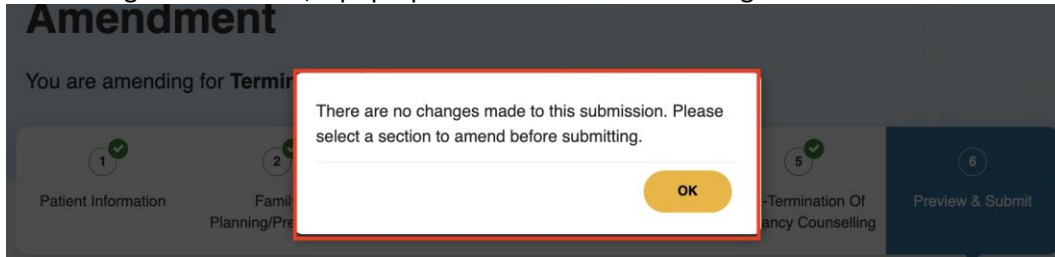 Amendment
You are amending for Termin
There are no changes made to this submission. Please
select a section to amend before submitting.
OK
1
2
5
6
Patient Information
Famil
-Termination Of
Preview & Submit
Planning/Pre
ancy Counselling